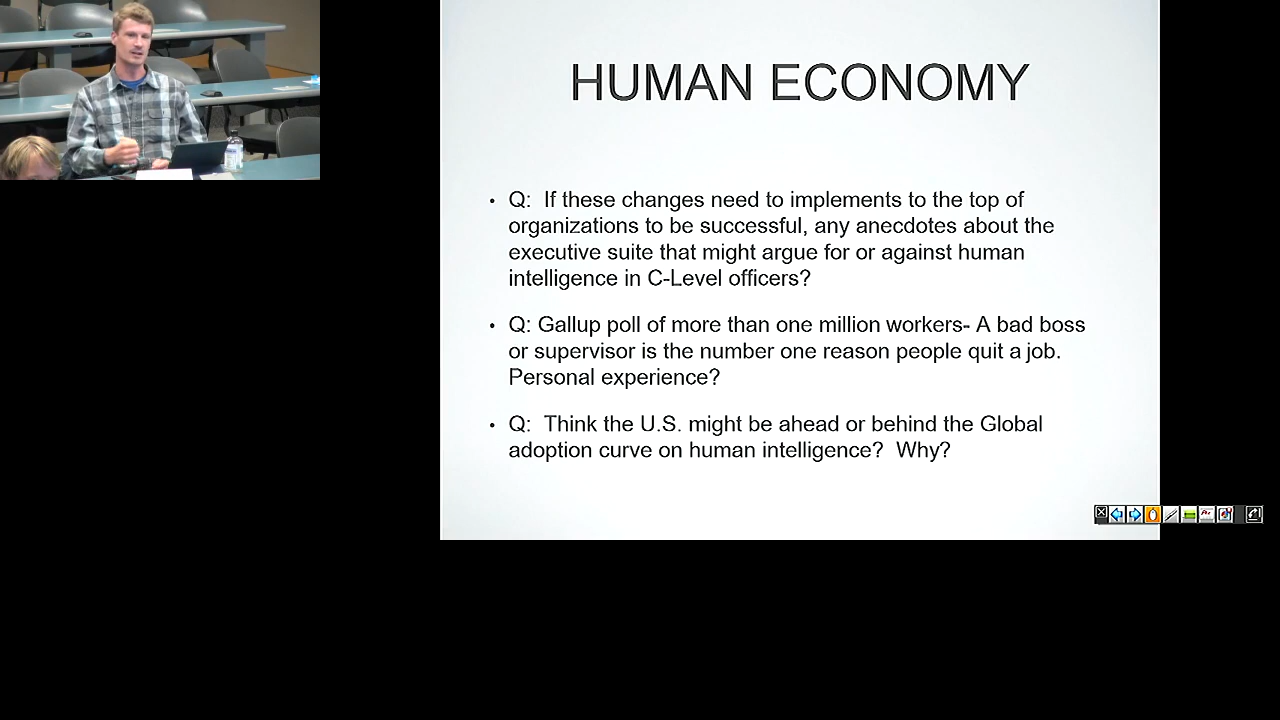 HUMAN ECONOMY
• Q:  If these changes need to implements to the top of
organizations to be successful, any anecdotes about the
executive suite that might argue for or against human
intelligence in C-Level officers?
• Q: Gallup poll of more than one million workers- A bad boss
or supervisor is the number one reason people quit a job.
Personal experience?
• Q:  Think the U.S. might be ahead or behind the Global
adoption curve on human intelligence?  Why?